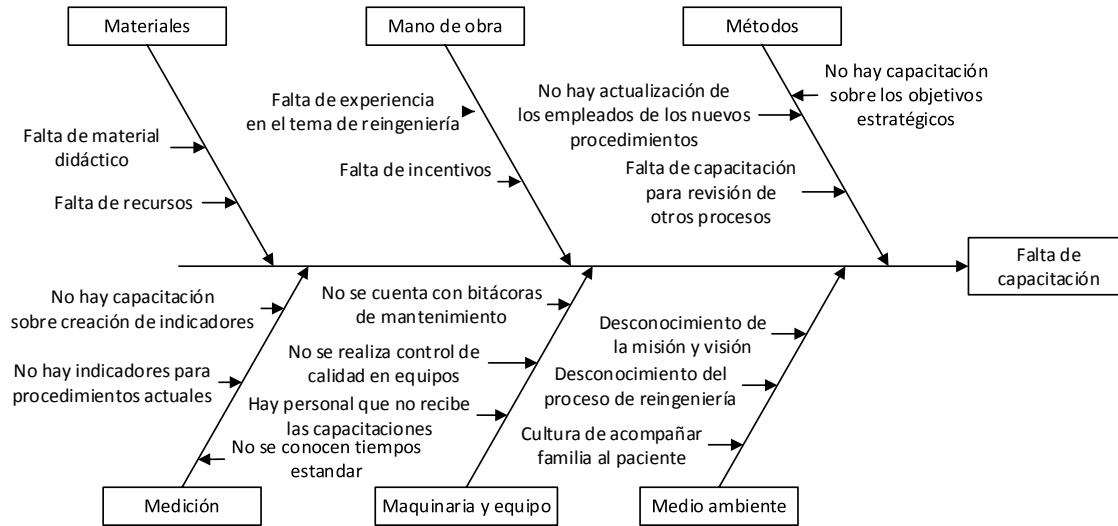 Materiales
Mano de obra
Métodos
Falta de material
didáctico
Falta de recursos
Falta de experiencia
en el tema de reingeniería
Falta de incentivos
No hay capacitación
sobre los objetivos
estratégicos
No hay actualización de
los empleados de los nuevos
procedimientos
Falta de capacitación
para revisión de
otros procesos
Falta de
capacitación
No hay capacitación
sobre creación de indicadores
No hay indicadores para
procedimientos actuales
No se conocen tiempos
estandar
No se cuenta con bitácoras
de mantenimiento
No se realiza control de
calidad en equipos
Hay personal que no recibe
las capacitaciones
Desconocimiento de
la misión y visión
Desconocimiento del
proceso de reingeniería
Cultura de acompañar
familia al paciente
Medición
Maquinaria y equipo
Medio ambiente